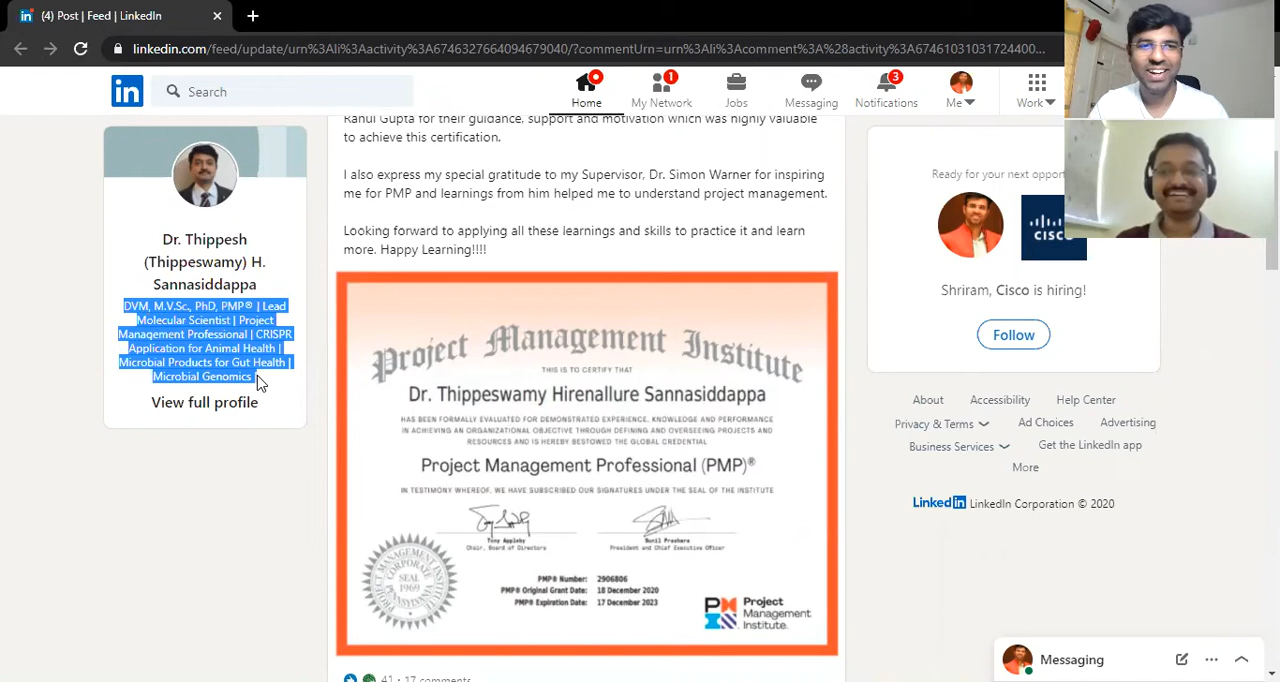 (4) Post | Feed | LinkedIn
linkedin.com/feed/update/urn%3Ali%3Aactivity%3A6746327664094679040/?commentUrn=urn%3Ali%3Acomment%3A%28activity%3A67461031031724400...
in
Search
Home
1
My Network
Jobs
Messaging
3
Notifications
Me
Work
Dr. Thippesh
(Thippeswamy) H.
Sannasiddappa
DVM, M.V.Sc., PhD, PMP® | Lead
Molecular Scientist | Project
Management Professional | CRISPR
Application for Animal Health |
Microbial Products for Gut Health |
Microbial Genomics
View full profile
Rahul Gupta for their guidance, support and motivation which was highly valuable
to achieve this certification.
I also express my special gratitude to my Supervisor, Dr. Simon Warner for inspiring
me for PMP and learnings from him helped me to understand project management.
Looking forward to applying all these learnings and skills to practice it and learn
more. Happy Learning!!!!
Project Management Institute
THIS IS TO CERTIFY THAT
Dr. Thippeswamy Hirenallure Sannasiddappa
HAS BEEN FORMALLY EVALUATED FOR DEMONSTRATED EXPERIENCE, KNOWLEDGE AND PERFORMANCE
IN ACHIEVING AN ORGANIZATIONAL OBJECTIVE THROUGH DEFINING AND OVERSEEING PROJECTS AND
RESOURCES AND IS HEREBY BESTOWED THE GLOBAL CREDENTIAL
Project Management Professional (PMP)®
IN TESTIMONY WHEREOF, WE HAVE SUBSCRIBED OUR SIGNATURES UNDER THE SEAL OF THE INSTITUTE
Tony Appleby
Chair, Board of Directors
Sunil Prashara
President and Chief Executive Officer
SEAL
1969
PMP® Number: 2906806
PMP® Original Grant Date: 18 December 2020
PMP® Expiration Date: 17 December 2023
Project
Management
Institute.
41 · 17 comments
Ready for your next oppor
CISCO
Shriram, Cisco is hiring!
Follow
About Accessibility Help Center
Privacy & Terms Ad Choices Advertising
Business Services Get the LinkedIn app
More
LinkedIn LinkedIn Corporation © 2020
Messaging